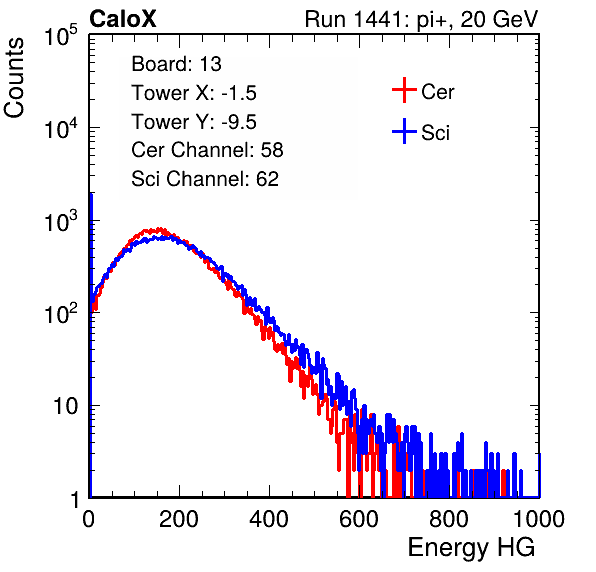 CaloX Run 1441: pi+, 20 GeV
Counts
Board: 13
Tower X: -1.5
Tower Y: -9.5
Cer Channel: 58
Sci Channel: 62
Cer
Sci
10^5
10^4
10^3
10^2
10
1
0 200 400 600 800 1000
Energy HG